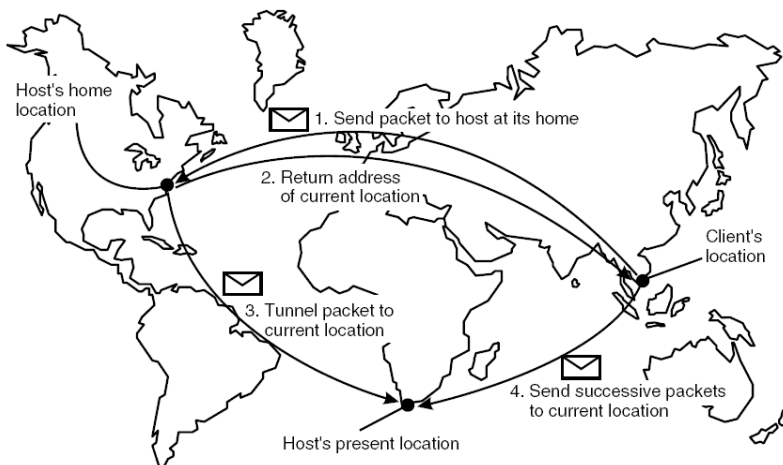 Host's home
location
1. Send packet to host at its home
2. Return address
of current location
Client's
location
3. Tunnel packet to
current location
4. Send successive packets
to current location
Host's present location